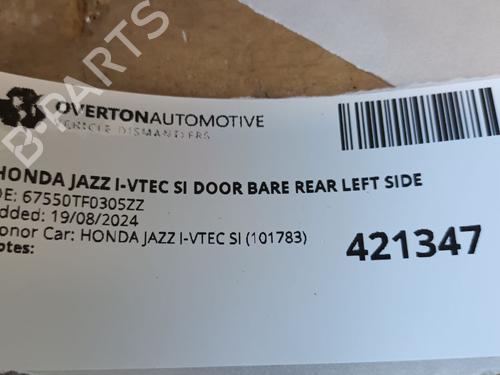 B-PARTS
OVERTONAUTOMOTIVE
VEHICLE DISMANTLERS
HONDA JAZZ I-VTEC SI DOOR BARE REAR LEFT SIDE
OE: 67550TF0305ZZ
Added: 19/08/2024
Donor Car: HONDA JAZZ I-VTEC SI (101783)
Notes:
421347